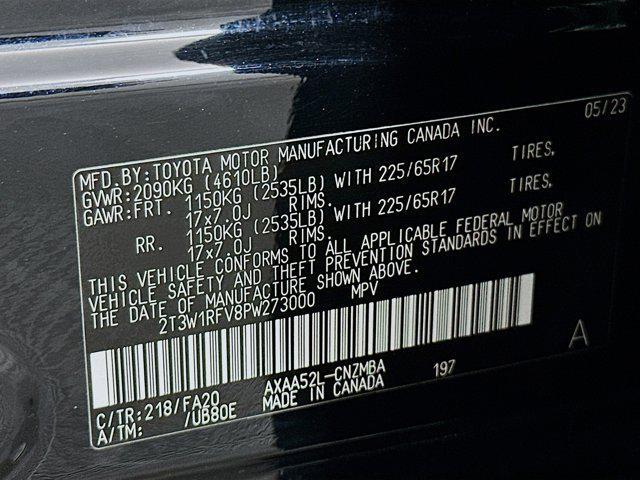 05/23
MFD.BY:TOYOTA MOTOR MANUFACTURING CANADA INC.
GVWR:2090KG (4610LB)
GAWR:FRT. 1150KG (2535LB) WITH 225/65R17 TIRES,
17x7.0J RIMS.
RR. 1150KG (2535LB) WITH 225/65R17 TIRES,
17x7.0J RIMS.
THIS VEHICLE CONFORMS TO ALL APPLICABLE FEDERAL MOTOR
VEHICLE SAFETY AND THEFT PREVENTION STANDARDS IN EFFECT ON
THE DATE OF MANUFACTURE SHOWN ABOVE.
2T3W1RFV8PW273000 MPV
A
C/TR:218/FA20 AXAA52L-CNZMBA 197
A/TM: /UB80E MADE IN CANADA